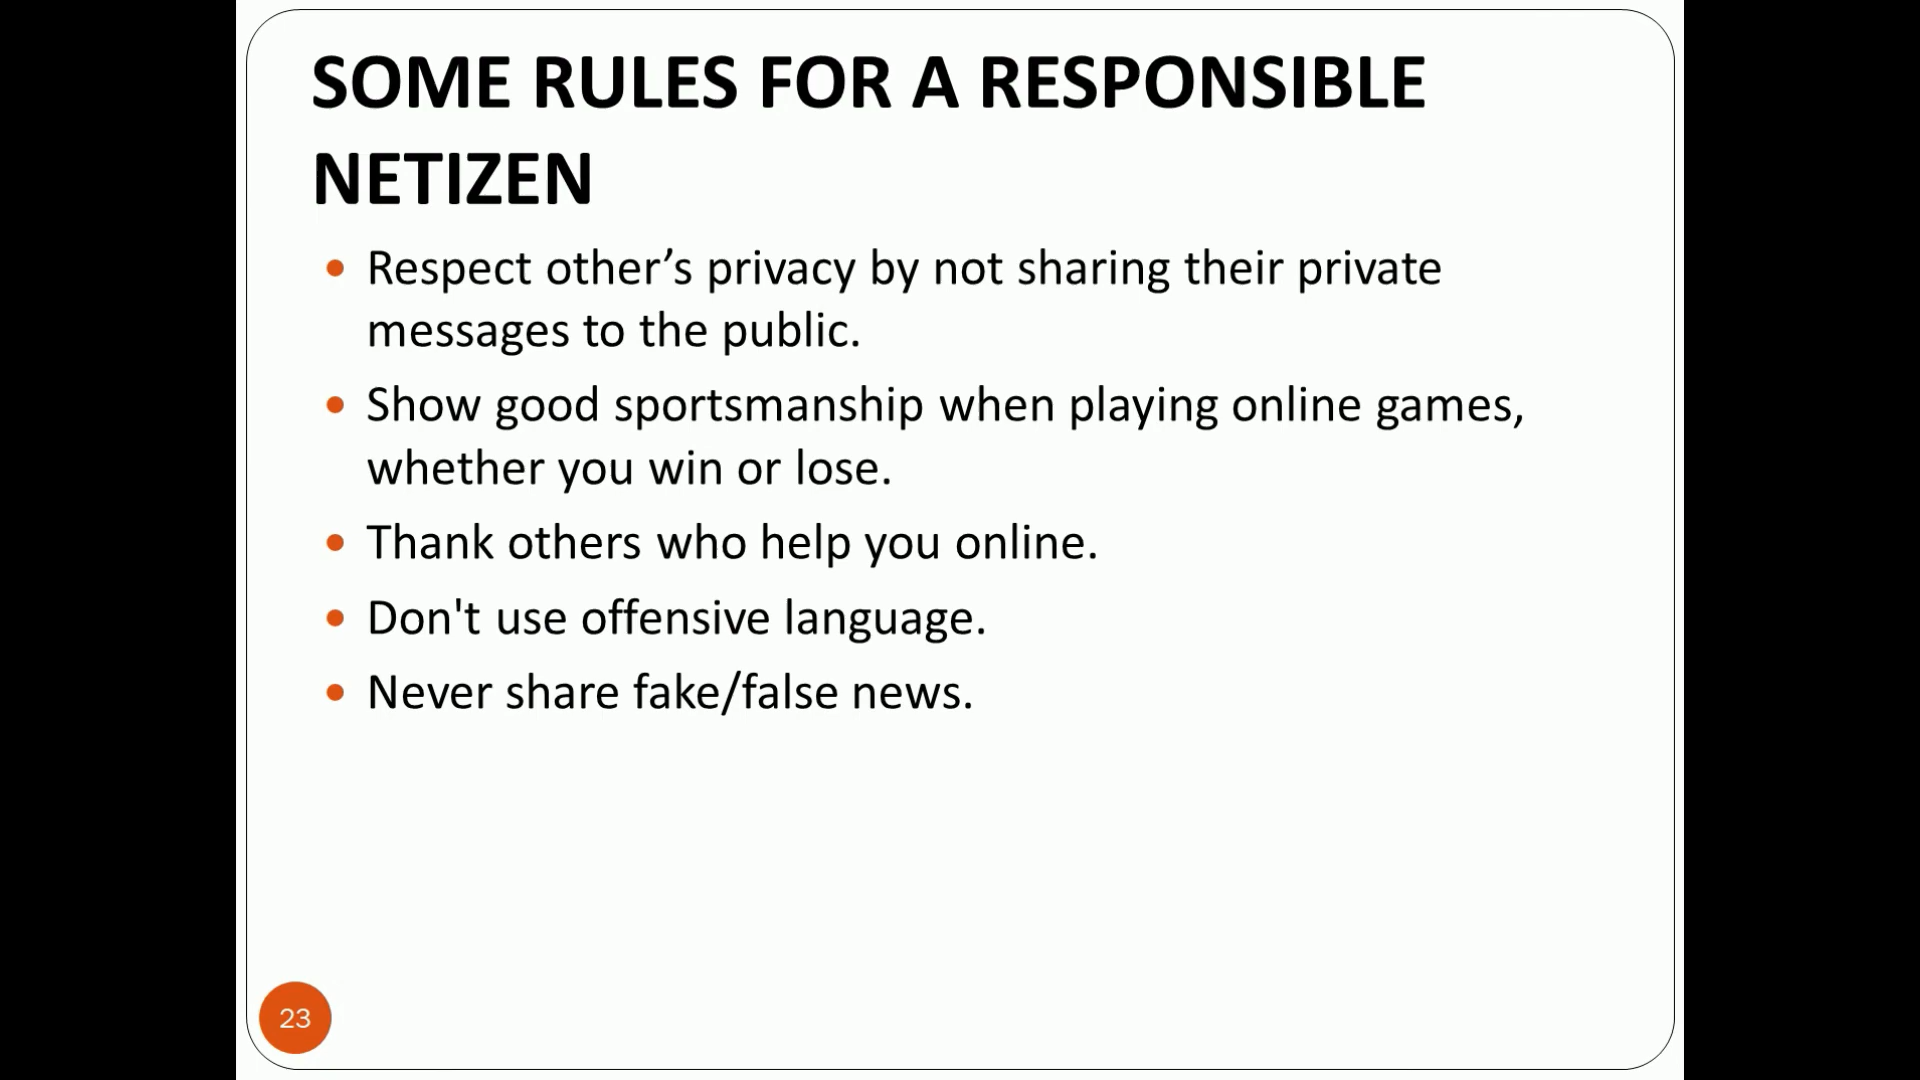 SOME RULES FOR A RESPONSIBLE
NETIZEN
• Respect other’s privacy by not sharing their private
messages to the public.
• Show good sportsmanship when playing online games,
whether you win or lose.
• Thank others who help you online.
• Don't use offensive language.
• Never share fake/false news.
23